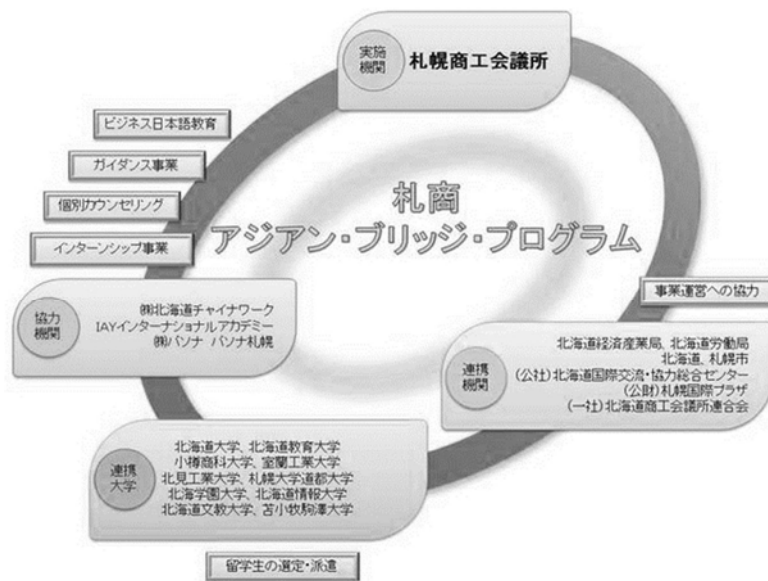 実施
機関
札幌商工会議所
ビジネス日本語教育
ガイダンス事業
個別カウンセリング
インターンシップ事業
札商
アジアン・ブリッジ・プログラム
協力
機関
㈱北海道チャイナワーク
IAYインターナショナルアカデミー
㈱パソナ パソナ札幌
事業運営への協力
連携
機関
北海道経済産業局、北海道労働局
北海道、札幌市
(公社)北海道国際交流・協力総合センター
(公財)札幌国際プラザ
(一社)北海道商工会議所連合会
連携
大学
北海道大学、北海道教育大学
小樽商科大学、室蘭工業大学
北見工業大学、札幌大学道都大学
北海学園大学、北海道情報大学
北海道文教大学、苫小牧駒澤大学
留学生の選定・派遣